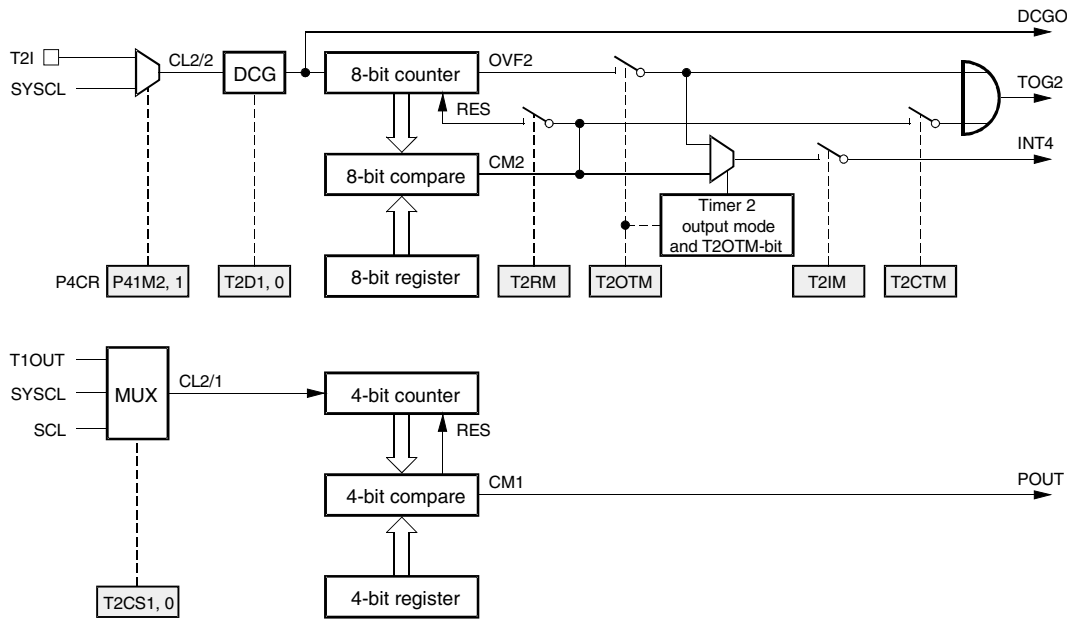 DCGO
T2I
CL2/2
DCG
8-bit counter
OVF2
TOG2
SYSCL
RES
INT4
8-bit compare
CM2
Timer 2
output mode
and T2OTM-bit
P4CR
P41M2, 1
T2D1, 0
8-bit register
T2RM
T2OTM
T2IM
T2CTM
T1OUT
SYSCL
SCL
MUX
CL2/1
4-bit counter
RES
4-bit compare
CM1
POUT
T2CS1, 0
4-bit register